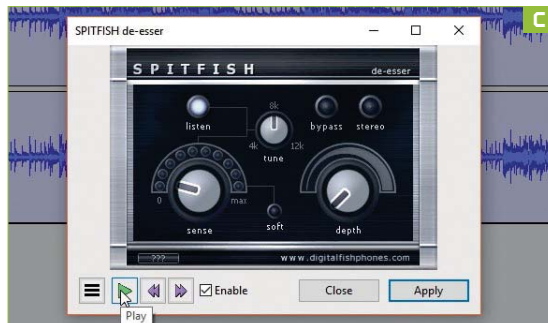 C
SPITFISH de-esser
SPITFISH
de-esser
listen
8k
bypass
stereo
4k
12k
tune
0
max
sense
soft
depth
???
www.digitalfishphones.com
Enable
Close
Apply
Play